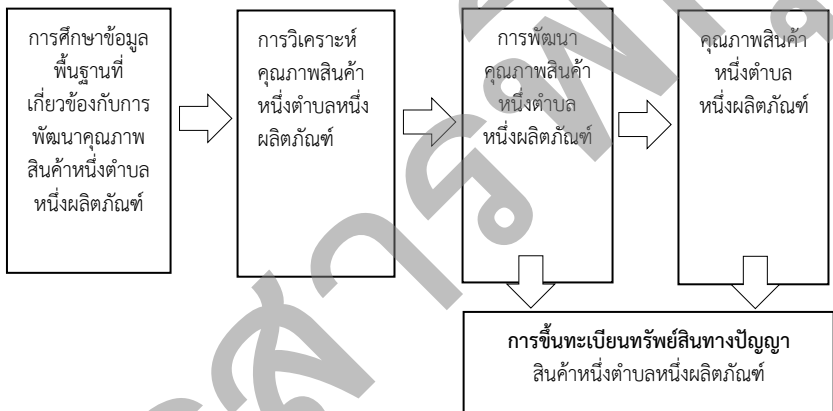 การศึกษาข้อมูล
พื้นฐานที่
เกี่ยวข้องกับการ
พัฒนาคุณภาพ
สินค้าหนึ่งตำบล
หนึ่งผลิตภัณฑ์
การวิเคราะห์
คุณภาพสินค้า
หนึ่งตำบลหนึ่ง
ผลิตภัณฑ์
การพัฒนา
คุณภาพสินค้า
หนึ่งตำบล
หนึ่งผลิตภัณฑ์
คุณภาพสินค้า
หนึ่งตำบล
หนึ่งผลิตภัณฑ์
การขึ้นทะเบียนทรัพย์สินทางปัญญา
สินค้าหนึ่งตำบลหนึ่งผลิตภัณฑ์